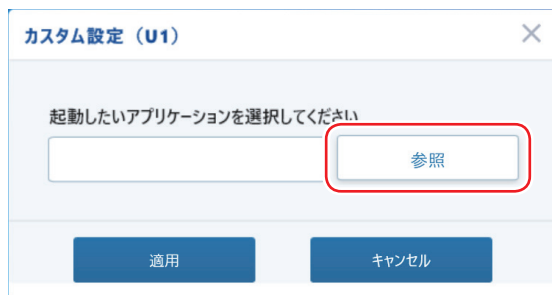 カスタム設定（U1）
起動したいアプリケーションを選択してください
参照
適用
キャンセル